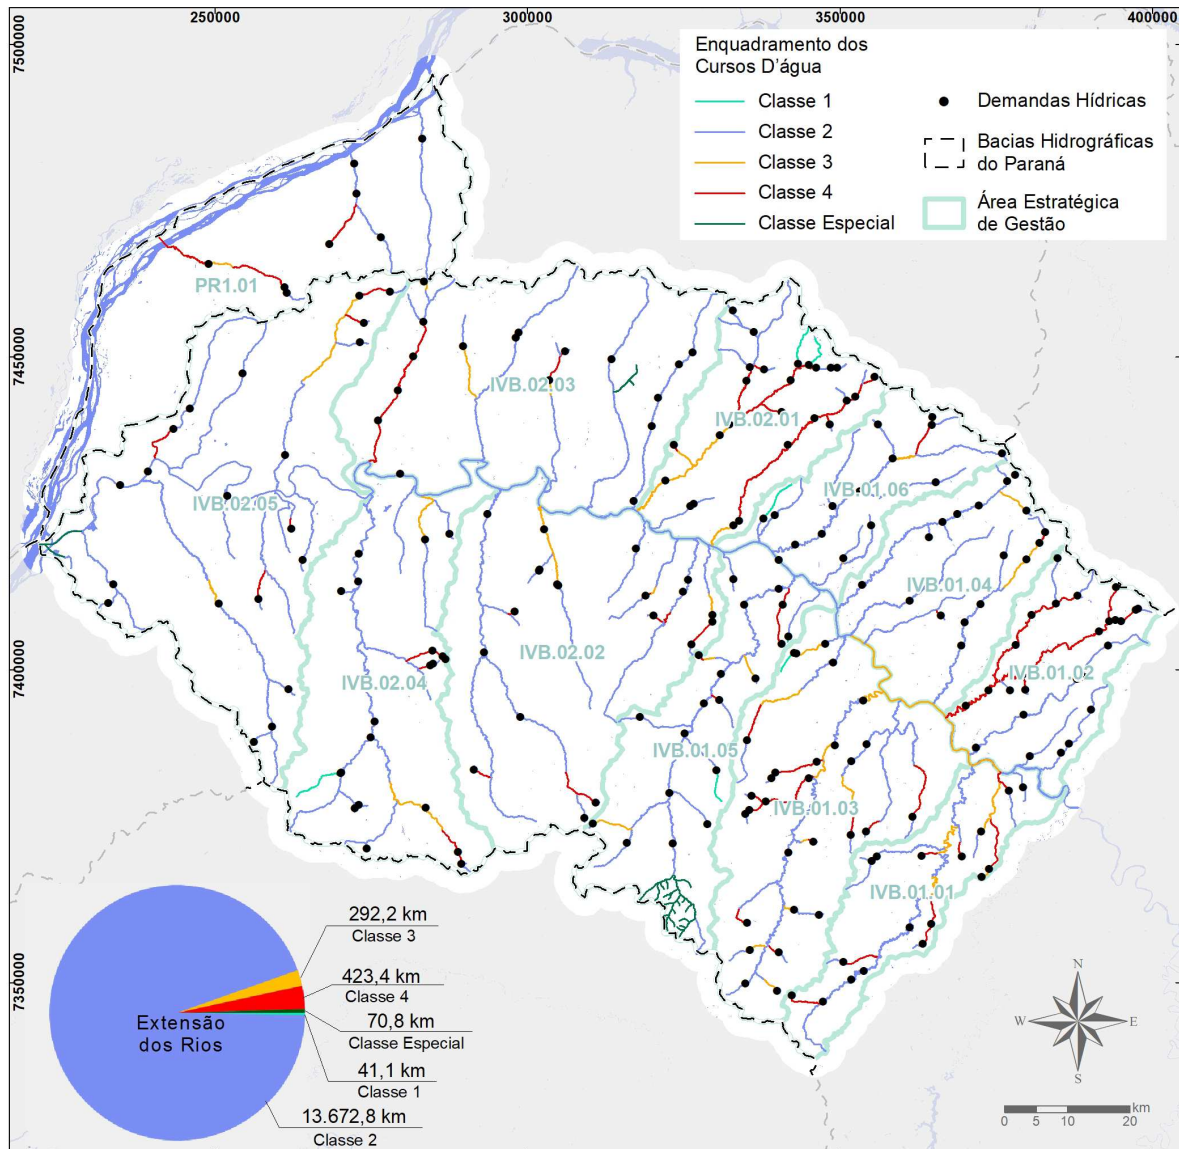 250000
300000
350000
400000
7500000
7450000
7400000
7350000
Enquadramento dos
Cursos D'água
Classe 1
Classe 2
Classe 3
Classe 4
Classe Especial
Demandas Hídricas
Bacias Hidrográficas
do Paraná
Área Estratégica
de Gestão
PR1.01
IVB.02.03
IVB.02.01
IVB.02.05
IVB.01.06
IVB.01.04
IVB.02.02
IVB.02.04
IVB.01.02
IVB.01.05
IVB.01.03
IVB.01.01
Extensão
dos Rios
292,2 km
Classe 3
423,4 km
Classe 4
70,8 km
Classe Especial
41,1 km
Classe 1
13.672,8 km
Classe 2
N
W
E
S
km
0 5 10 20